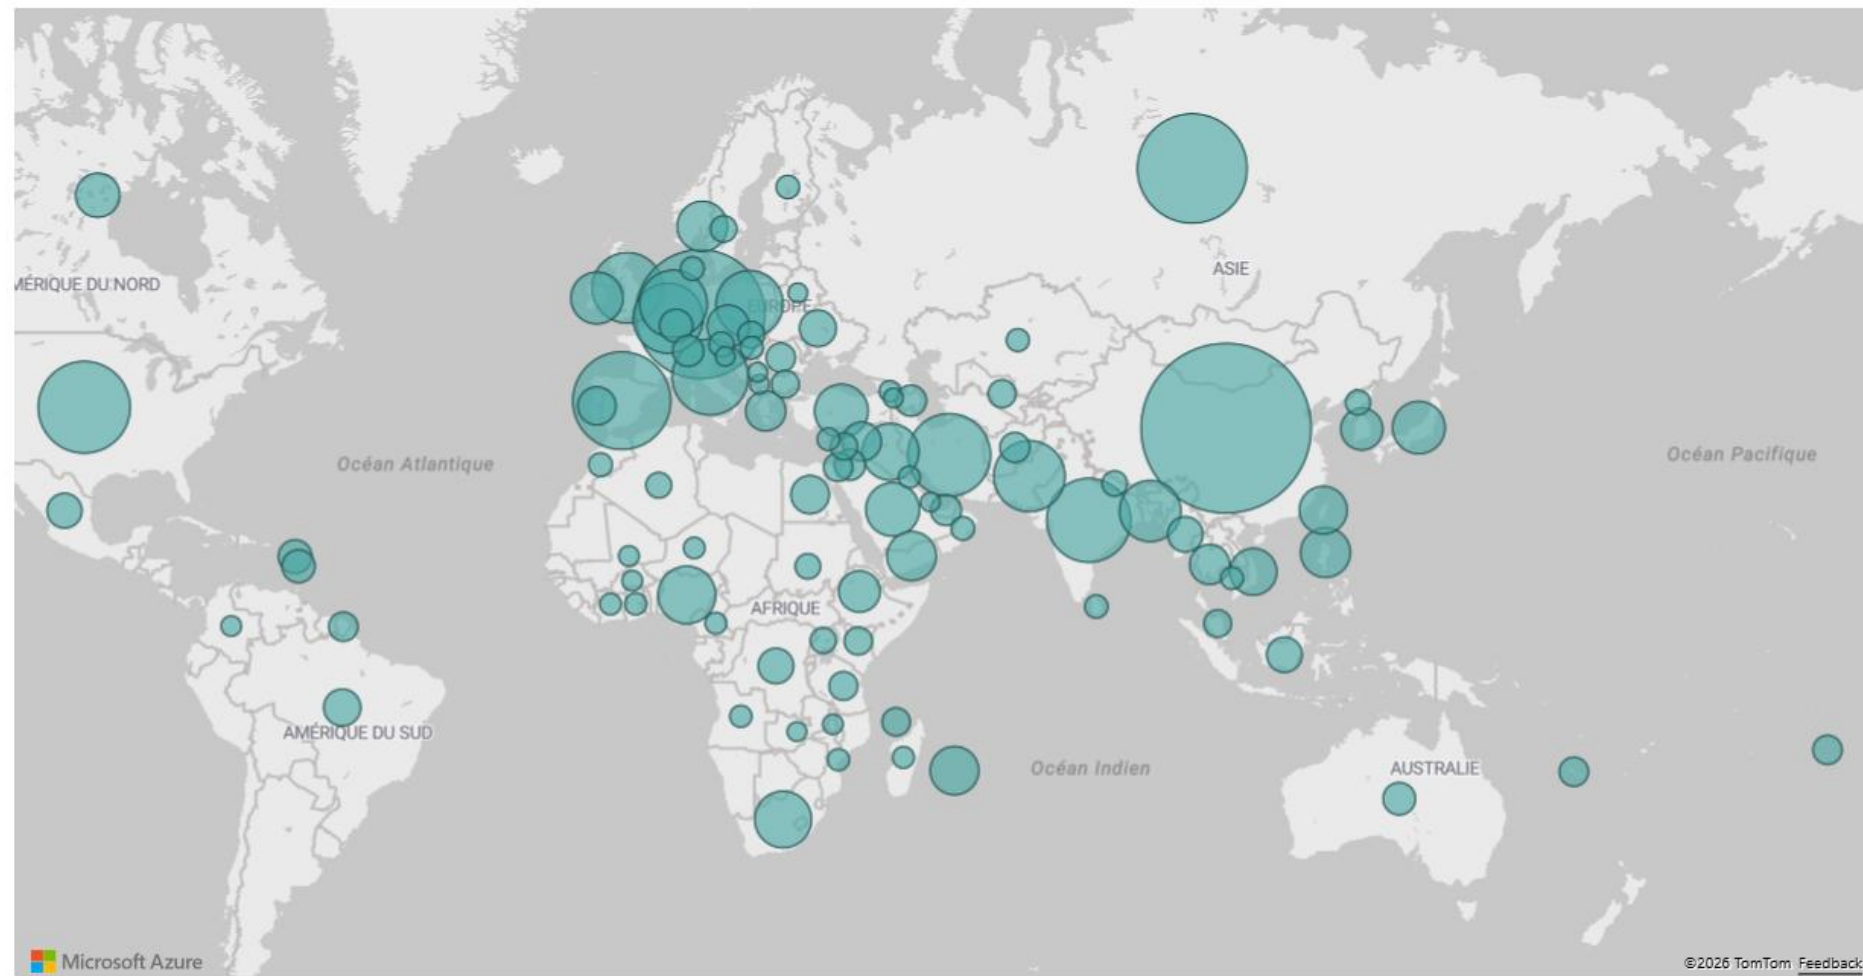 ASIE
MÉRIQUE DU NORD
EUROPE
Océan Atlantique
Océan Pacifique
AFRIQUE
AMÉRIQUE DU SUD
Océan Indien
AUSTRALIE
Microsoft Azure
©2026 TomTom Feedback